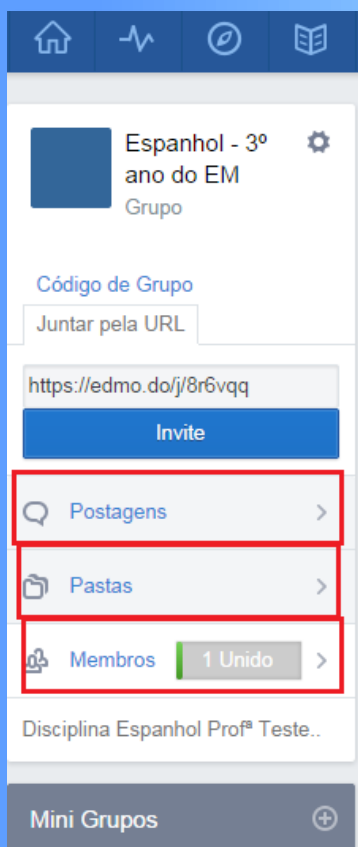 Espanhol - 3º
ano do EM
Grupo
Código de Grupo
Juntar pela URL
https://edmo.do/j/8r6vqq
Invite
Postagens
Pastas
Membros 1 Unido
Disciplina Espanhol Profª Teste..
Mini Grupos